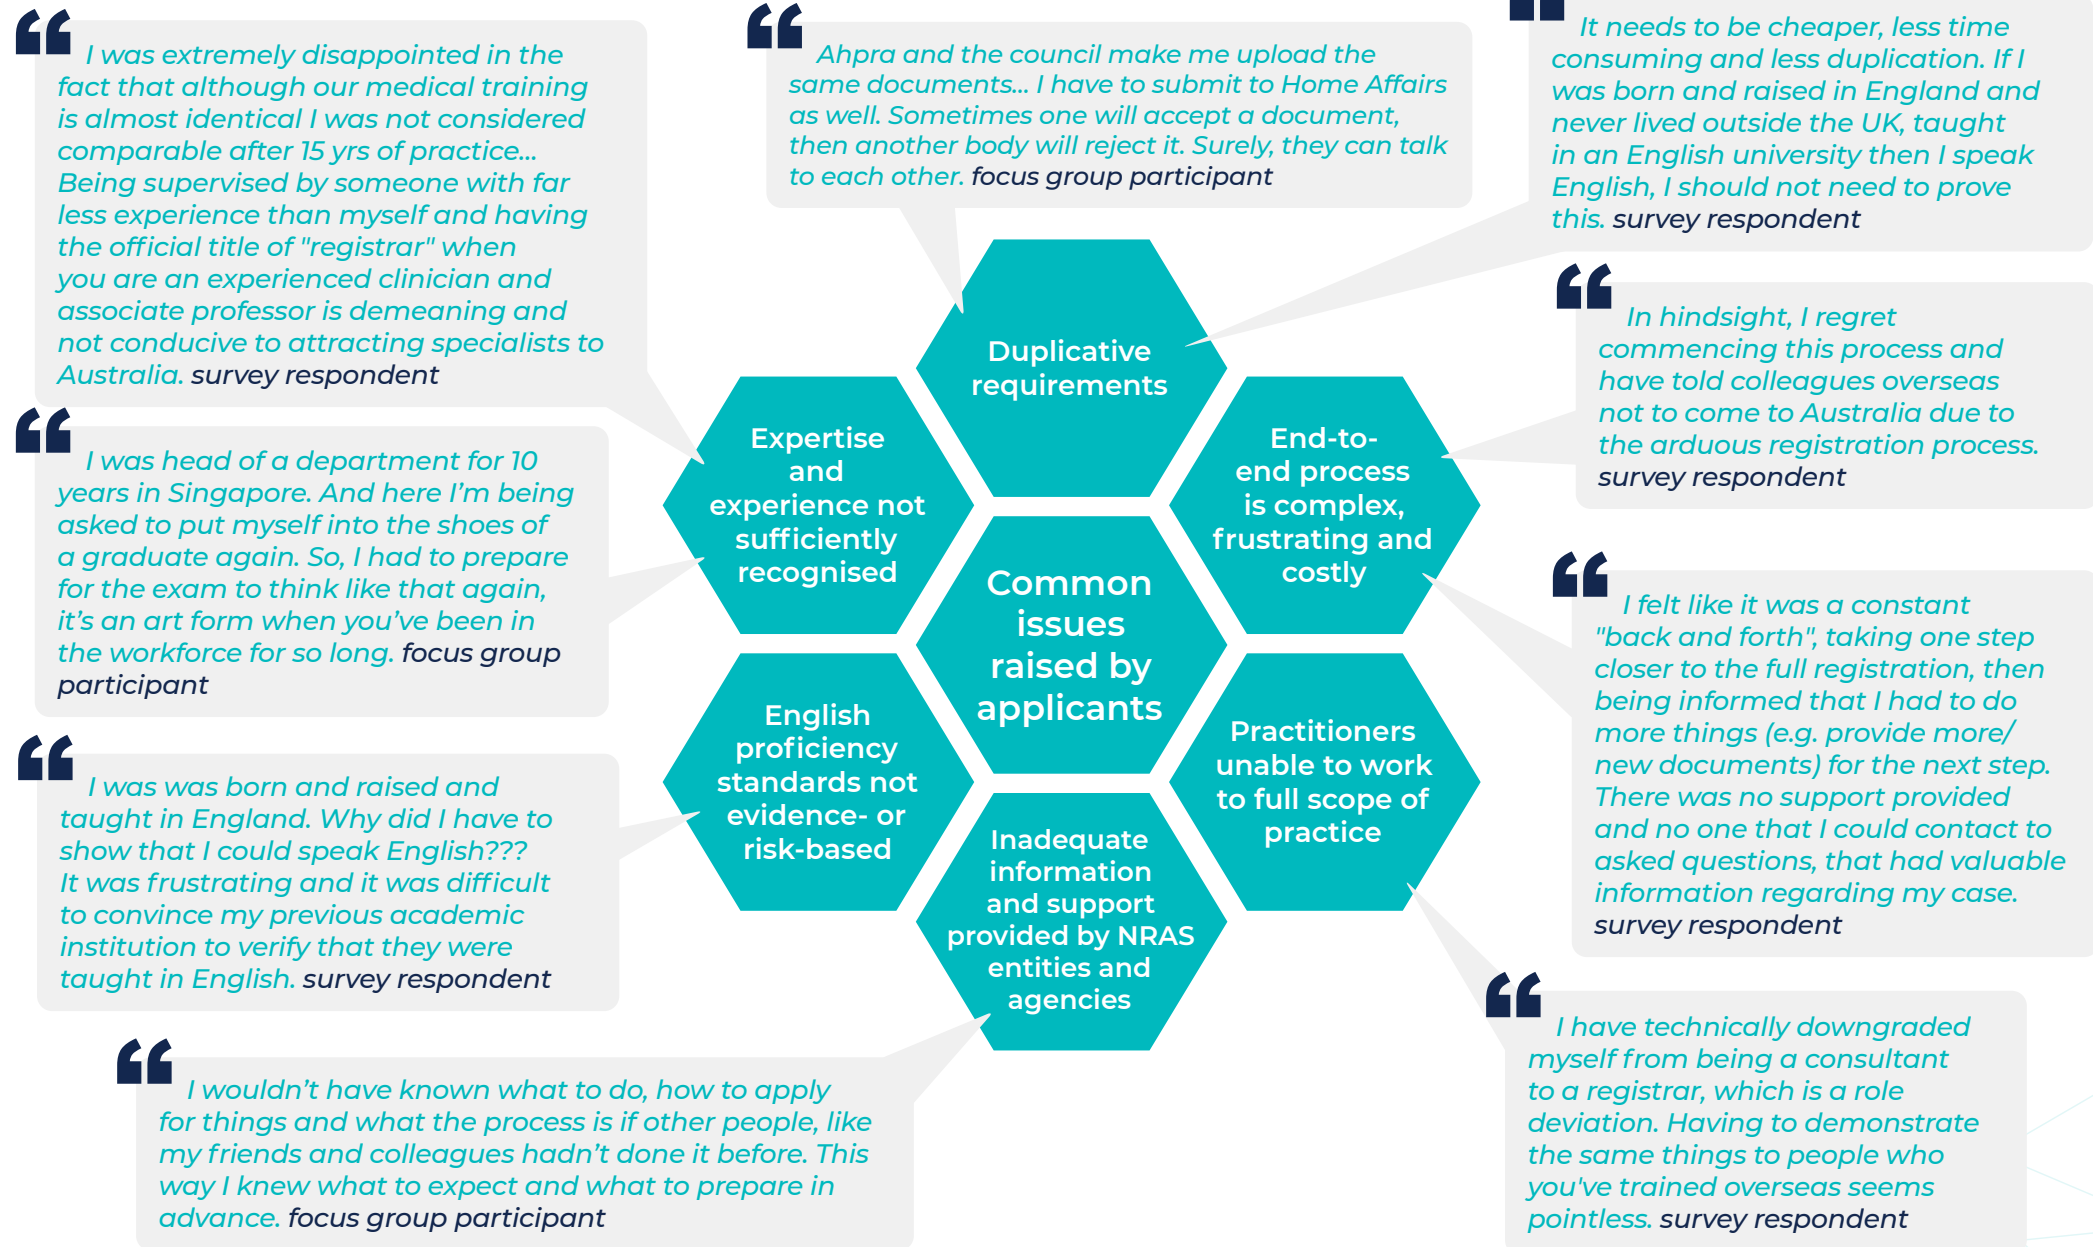 I was extremely disappointed in the
fact that although our medical training
is almost identical I was not considered
comparable after 15 yrs of practice...
Being supervised by someone with far
less experience than myself and having
the official title of "registrar" when
you are an experienced clinician and
associate professor is demeaning and
not conducive to attracting specialists to
Australia. survey respondent
Ahpra and the council make me upload the
same documents... I have to submit to Home Affairs
as well. Sometimes one will accept a document,
then another body will reject it. Surely, they can talk
to each other. focus group participant
It needs to be cheaper, less time
consuming and less duplication. If I
was born and raised in England and
never lived outside the UK, taught
in an English university then I speak
English, I should not need to prove
this. survey respondent
In hindsight, I regret
commencing this process and
have told colleagues overseas
not to come to Australia due to
the arduous registration process.
survey respondent
I was head of a department for 10
years in Singapore. And here I'm being
asked to put myself into the shoes of
a graduate again. So, I had to prepare
for the exam to think like that again,
it's an art form when you've been in
the workforce for so long. focus group
participant
Duplicative
requirements
Expertise
and
experience not
sufficiently
recognised
End-to-
end process
is complex,
frustrating and
costly
Common
issues
raised by
applicants
English
proficiency
standards not
evidence- or
risk-based
Practitioners
unable to work
to full scope of
practice
Inadequate
information
and support
provided by NRAS
entities and
agencies
I felt like it was a constant
"back and forth", taking one step
closer to the full registration, then
being informed that I had to do
more things (e.g. provide more/
new documents) for the next step.
There was no support provided
and no one that I could contact to
asked questions, that had valuable
information regarding my case.
survey respondent
I was was born and raised and
taught in England. Why did I have to
show that I could speak English???
It was frustrating and it was difficult
to convince my previous academic
institution to verify that they were
taught in English. survey respondent
I wouldn't have known what to do, how to apply
for things and what the process is if other people, like
my friends and colleagues hadn't done it before. This
way I knew what to expect and what to prepare in
advance. focus group participant
I have technically downgraded
myself from being a consultant
to a registrar, which is a role
deviation. Having to demonstrate
the same things to people who
you've trained overseas seems
pointless. survey respondent